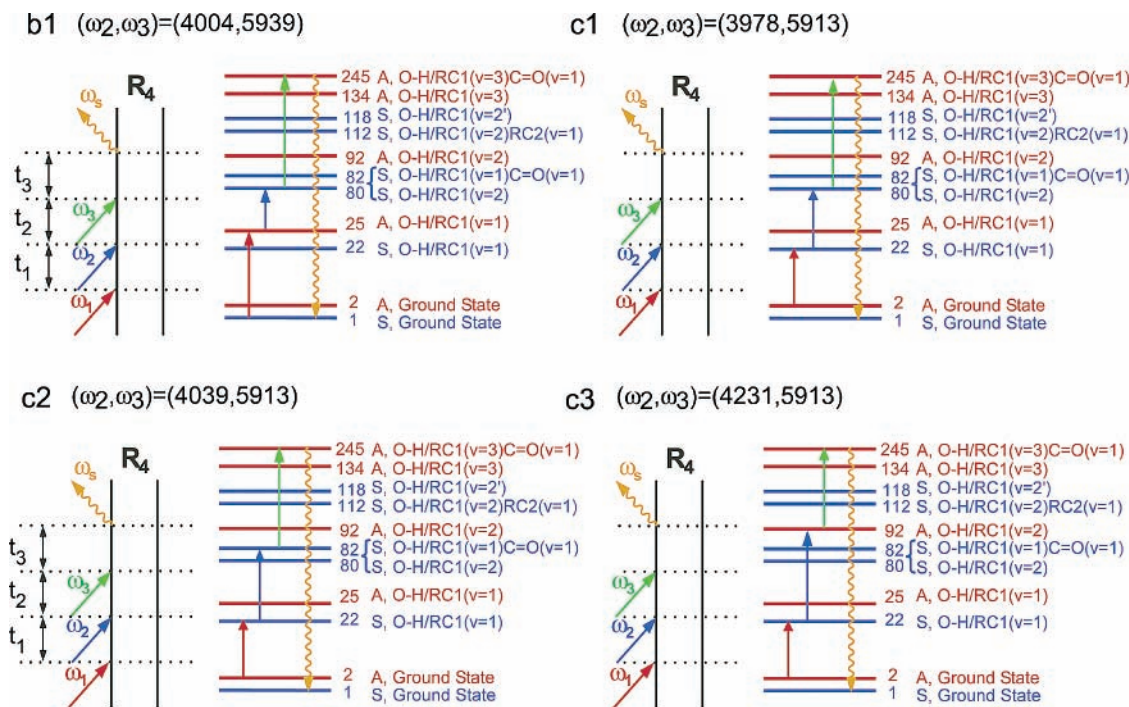 b1 (ω2,ω3)=(4004,5939)
R4
ωs
t3
t2
t1
ω3
ω2
ω1
245 A, O-H/RC1(v=3)C=O(v=1)
134 A, O-H/RC1(v=3)
118 S, O-H/RC1(v=2')
112 S, O-H/RC1(v=2)RC2(v=1)
92 A, O-H/RC1(v=2)
82 S, O-H/RC1(v=1)C=O(v=1)
80 S, O-H/RC1(v=2)
25 A, O-H/RC1(v=1)
22 S, O-H/RC1(v=1)
2 A, Ground State
1 S, Ground State
c1 (ω2,ω3)=(3978,5913)
R4
ωs
ω3
ω2
ω1
245 A, O-H/RC1(v=3)C=O(v=1)
134 A, O-H/RC1(v=3)
118 S, O-H/RC1(v=2')
112 S, O-H/RC1(v=2)RC2(v=1)
92 A, O-H/RC1(v=2)
82 S, O-H/RC1(v=1)C=O(v=1)
80 S, O-H/RC1(v=2)
25 A, O-H/RC1(v=1)
22 S, O-H/RC1(v=1)
2 A, Ground State
1 S, Ground State
c2 (ω2,ω3)=(4039,5913)
R4
ωs
t3
t2
t1
ω3
ω2
ω1
245 A, O-H/RC1(v=3)C=O(v=1)
134 A, O-H/RC1(v=3)
118 S, O-H/RC1(v=2')
112 S, O-H/RC1(v=2)RC2(v=1)
92 A, O-H/RC1(v=2)
82 S, O-H/RC1(v=1)C=O(v=1)
80 S, O-H/RC1(v=2)
25 A, O-H/RC1(v=1)
22 S, O-H/RC1(v=1)
2 A, Ground State
1 S, Ground State
c3 (ω2,ω3)=(4231,5913)
R4
ωs
ω3
ω2
ω1
245 A, O-H/RC1(v=3)C=O(v=1)
134 A, O-H/RC1(v=3)
118 S, O-H/RC1(v=2')
112 S, O-H/RC1(v=2)RC2(v=1)
92 A, O-H/RC1(v=2)
82 S, O-H/RC1(v=1)C=O(v=1)
80 S, O-H/RC1(v=2)
25 A, O-H/RC1(v=1)
22 S, O-H/RC1(v=1)
2 A, Ground State
1 S, Ground State